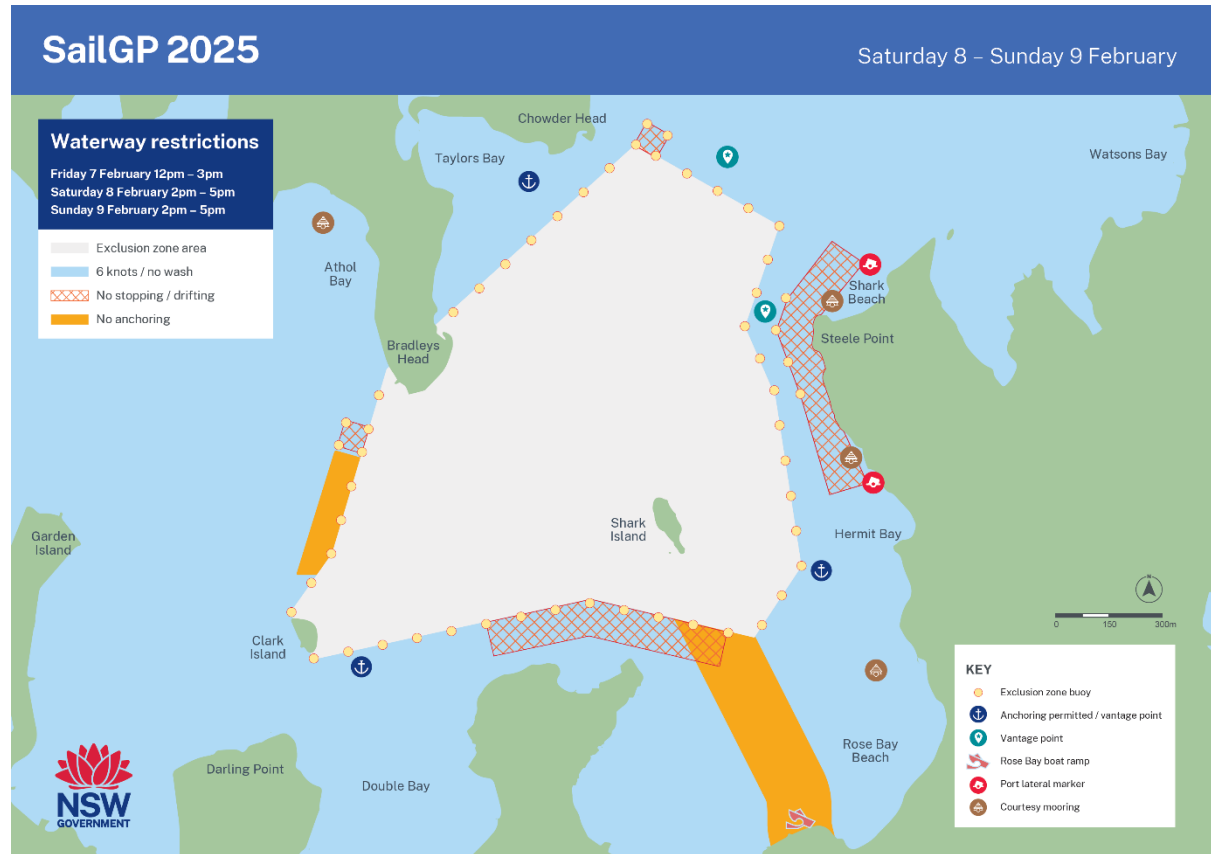 SailGP 2025
Saturday 8 – Sunday 9 February
Waterway restrictions
Friday 7 February 12pm – 3pm
Saturday 8 February 2pm – 5pm
Sunday 9 February 2pm – 5pm
Exclusion zone area
6 knots / no wash
No stopping / drifting
No anchoring
Chowder Head
Taylors Bay
Watsons Bay
Athol
Bay
Shark
Beach
Steele Point
Bradleys
Head
Shark
Island
Hermit Bay
Garden
Island
N
0 150 300m
Clark
Island
Rose Bay
Beach
Darling Point
Double Bay
KEY
Exclusion zone buoy
Anchoring permitted / vantage point
Vantage point
Rose Bay boat ramp
Port lateral marker
Courtesy mooring
NSW
GOVERNMENT